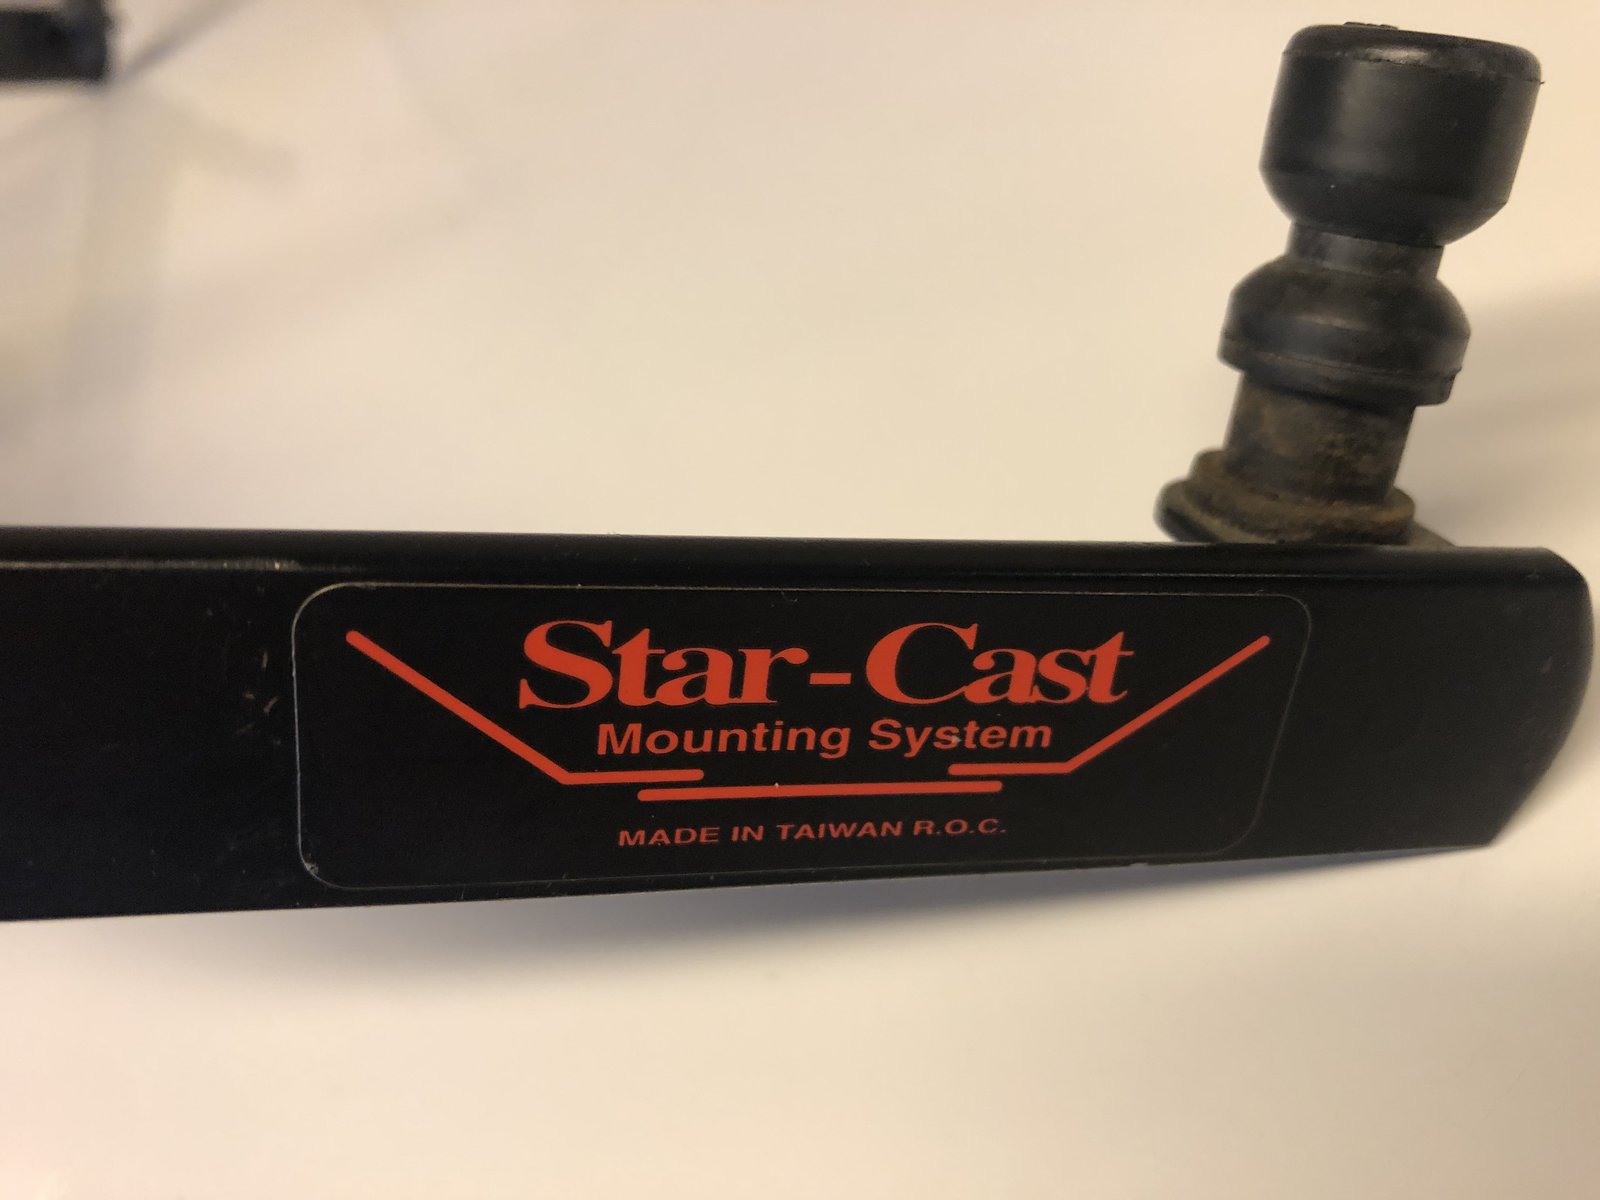 Star-Cast
Mounting System
MADE IN TAIWAN R.O.C.